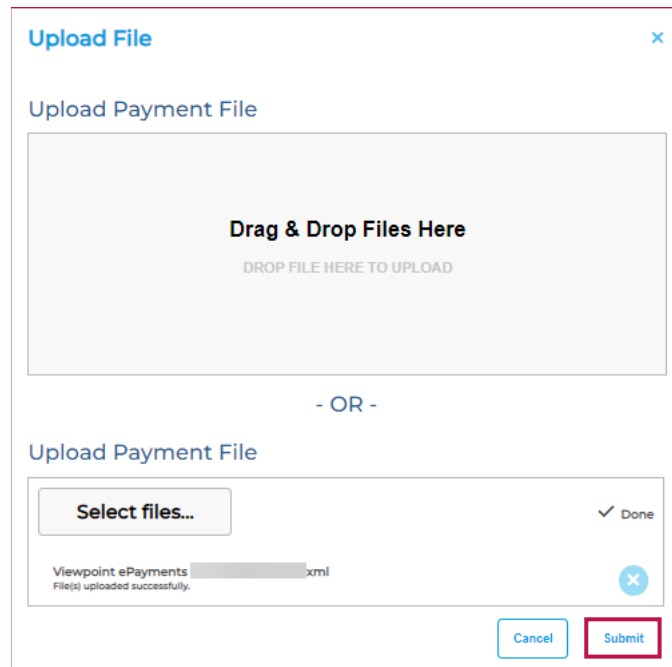 Upload File
Upload Payment File
Drag & Drop Files Here
DROP FILE HERE TO UPLOAD
- OR -
Upload Payment File
Select files...
Done
Viewpoint ePayments xml
File(s) uploaded successfully.
Cancel
Submit